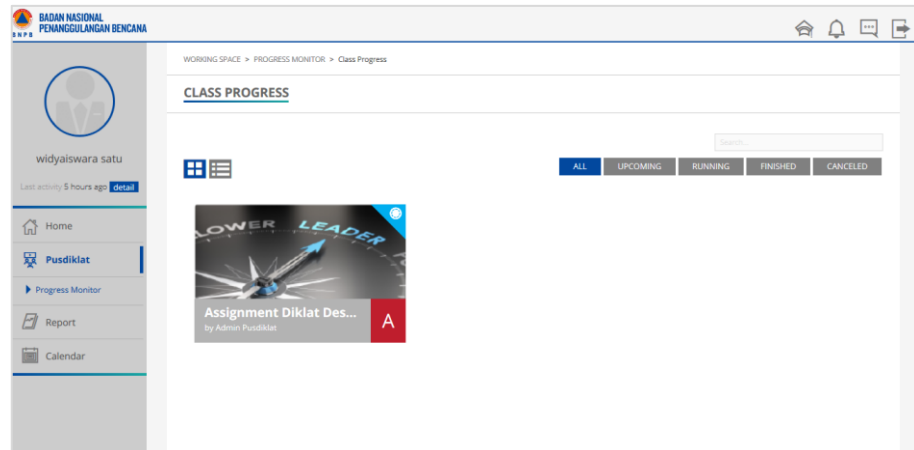 BADAN NASIONAL
PENANGGULANGAN BENCANA
BNPB
WORKING SPACE > PROGRESS MONITOR > Class Progress
CLASS PROGRESS
widyaiswara satu
Last activity 5 hours ago detail
Home
Pusdiklat
Progress Monitor
Report
Calendar
Search...
ALL UPCOMING RUNNING FINISHED CANCELED
LOWER LEADER
Assignment Diklat Des...
by Admin Pusdiklat
A